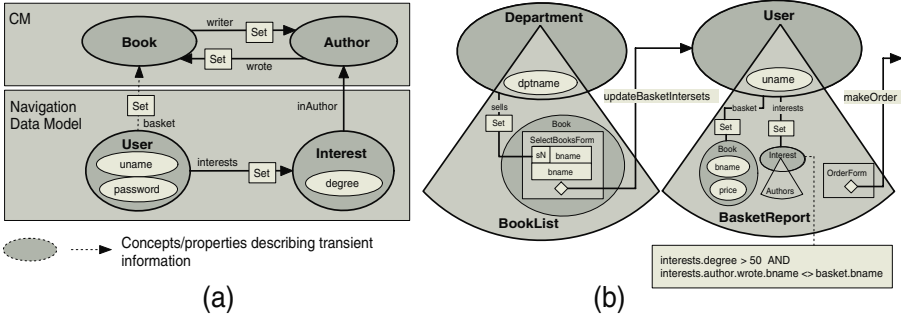 CM
Book
writer
Set
Author
Set
wrote
Navigation
Data Model
Set
basket
inAuthor
User
uname
password
interests
Set
Interest
degree
Concepts/properties describing transient
information
(a)
Department
dptname
sells
Set
Book
SelectBooksForm
sN
bname
bname
BookList
updateBasketIntersets
User
uname
basket
interests
Set
Set
Book
bname
price
Interest
Authors
OrderForm
BasketReport
makeOrder
interests.degree > 50 AND
interests.author.wrote.bname <> basket.bname
(b)